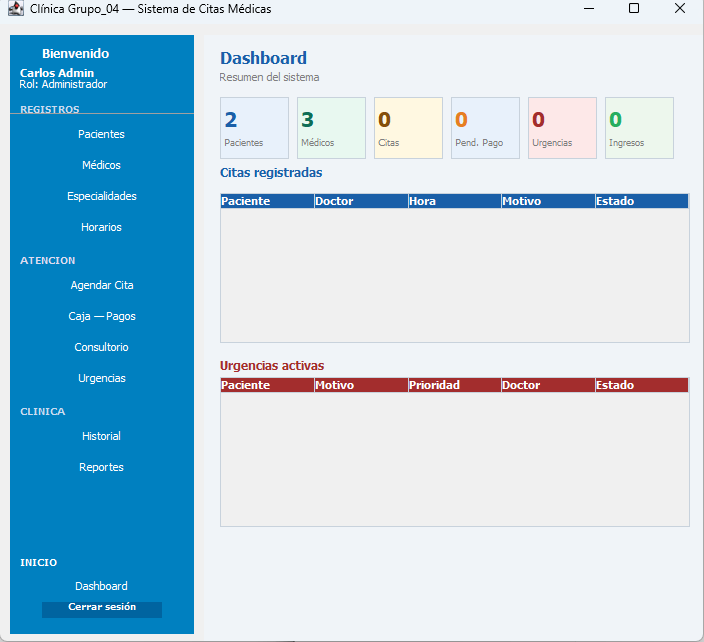 Clínica Grupo_04 — Sistema de Citas Médicas
Bienvenido
Carlos Admin
Rol: Administrador
REGISTROS
Pacientes
Médicos
Especialidades
Horarios
ATENCION
Agendar Cita
Caja — Pagos
Consultorio
Urgencias
CLINICA
Historial
Reportes
INICIO
Dashboard
Cerrar sesión
Dashboard
Resumen del sistema
2 3 0 0 0 0
Pacientes Médicos Citas Pend. Pago Urgencias Ingresos
Citas registradas
Paciente Doctor Hora Motivo Estado
Urgencias activas
Paciente Motivo Prioridad Doctor Estado